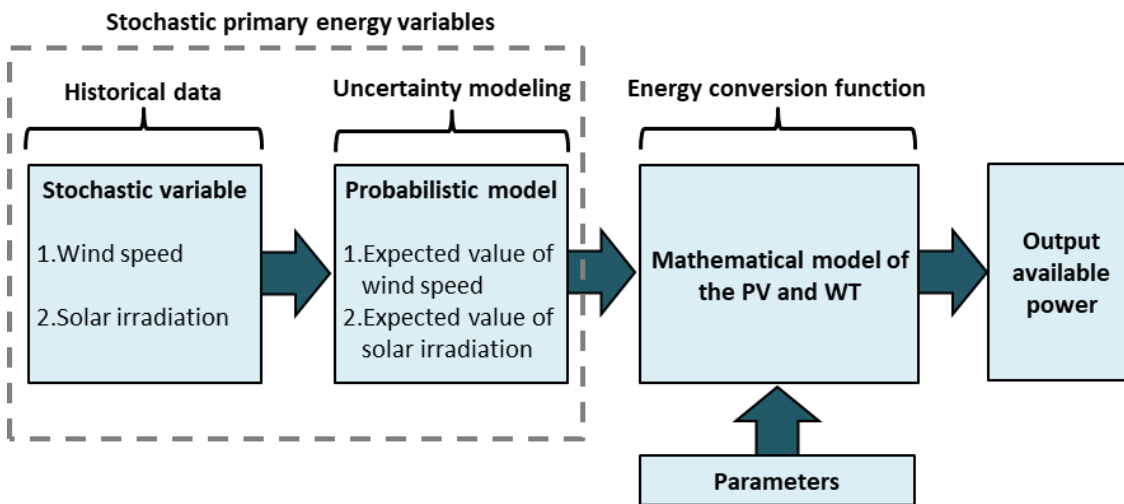 Stochastic primary energy variables
Historical data
Uncertainty modeling
Energy conversion function
Stochastic variable
1.Wind speed
2.Solar irradiation
Probabilistic model
1.Expected value of
wind speed
2.Expected value of
solar irradiation
Mathematical model of
the PV and WT
Output
available
power
Parameters